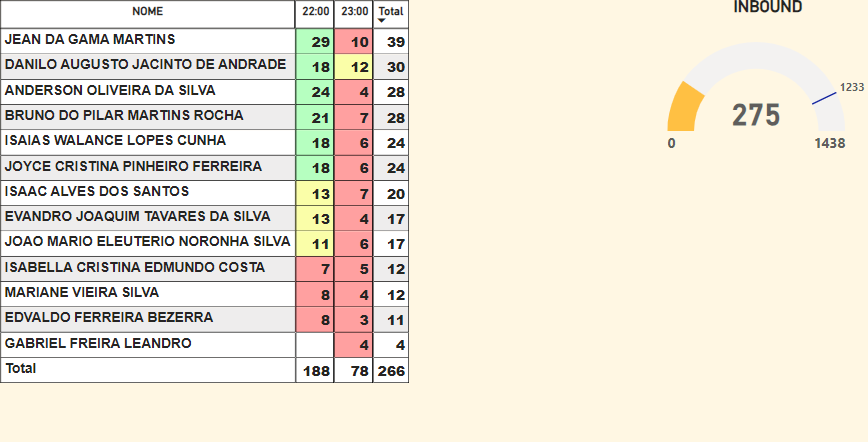 NOME 22:00 23:00 Total
JEAN DA GAMA MARTINS 29 10 39
DANILO AUGUSTO JACINTO DE ANDRADE 18 12 30
ANDERSON OLIVEIRA DA SILVA 24 4 28
BRUNO DO PILAR MARTINS ROCHA 21 7 28
ISAIAS WALANCE LOPES CUNHA 18 6 24
JOYCE CRISTINA PINHEIRO FERREIRA 18 6 24
ISAAC ALVES DOS SANTOS 13 7 20
EVANDRO JOAQUIM TAVARES DA SILVA 13 4 17
JOAO MARIO ELEUTERIO NORONHA SILVA 11 6 17
ISABELLA CRISTINA EDMUNDO COSTA 7 5 12
MARIANE VIEIRA SILVA 8 4 12
EDVALDO FERREIRA BEZERRA 8 3 11
GABRIEL FREIRA LEANDRO 4 4
Total 188 78 266
INBOUND
1233
275
0 1438